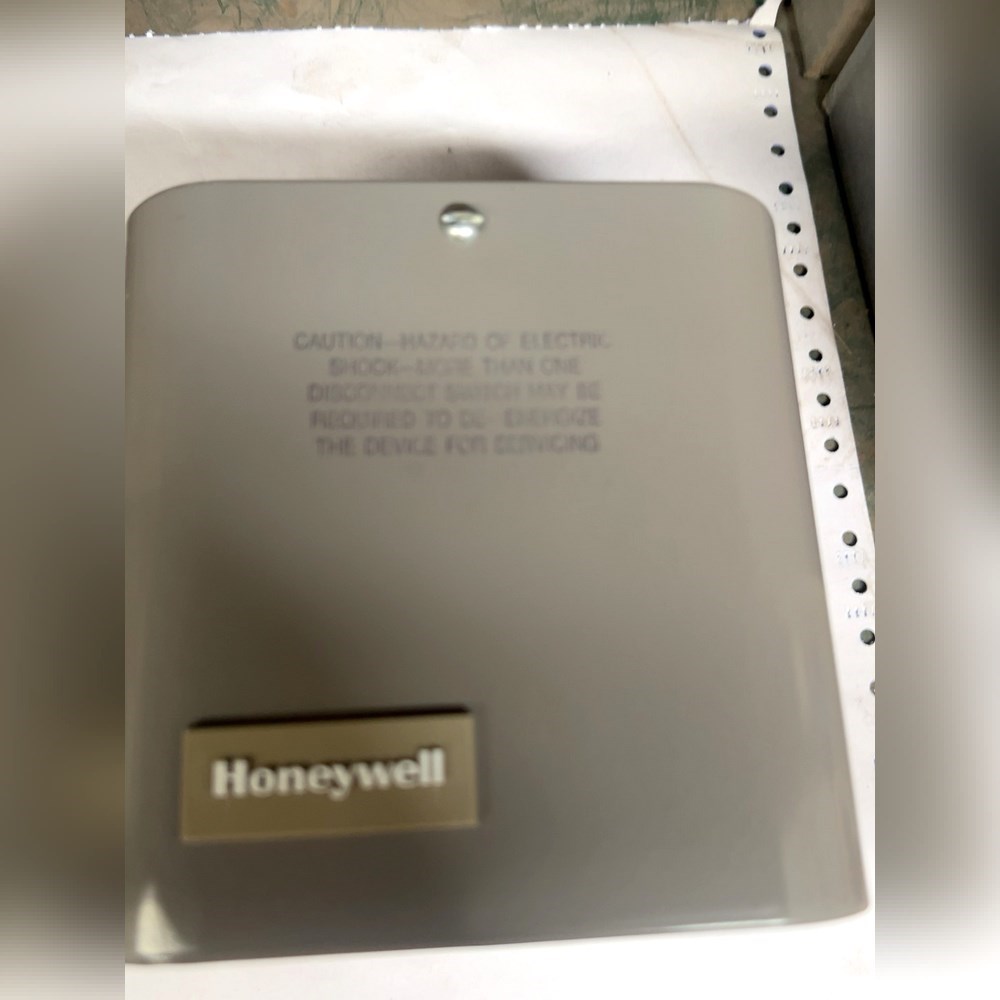 CAUTION—HAZARD OF ELECTRIC
SHOCK—MORE THAN ONE
DISCONNECT SWITCH MAY BE
REQUIRED TO DE- ENERGIZE
THE DEVICE FOR SERVICING
Honeywell